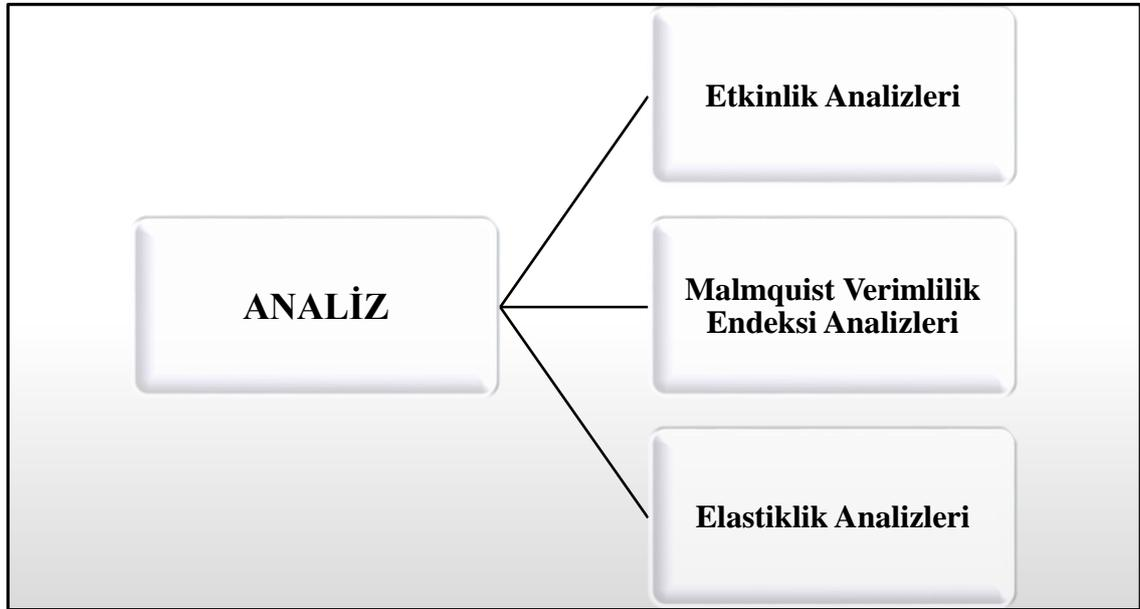 Etkinlik Analizleri
ANALİZ
Malmquist Verimlilik
Endeksi Analizleri
Elastiklik Analizleri